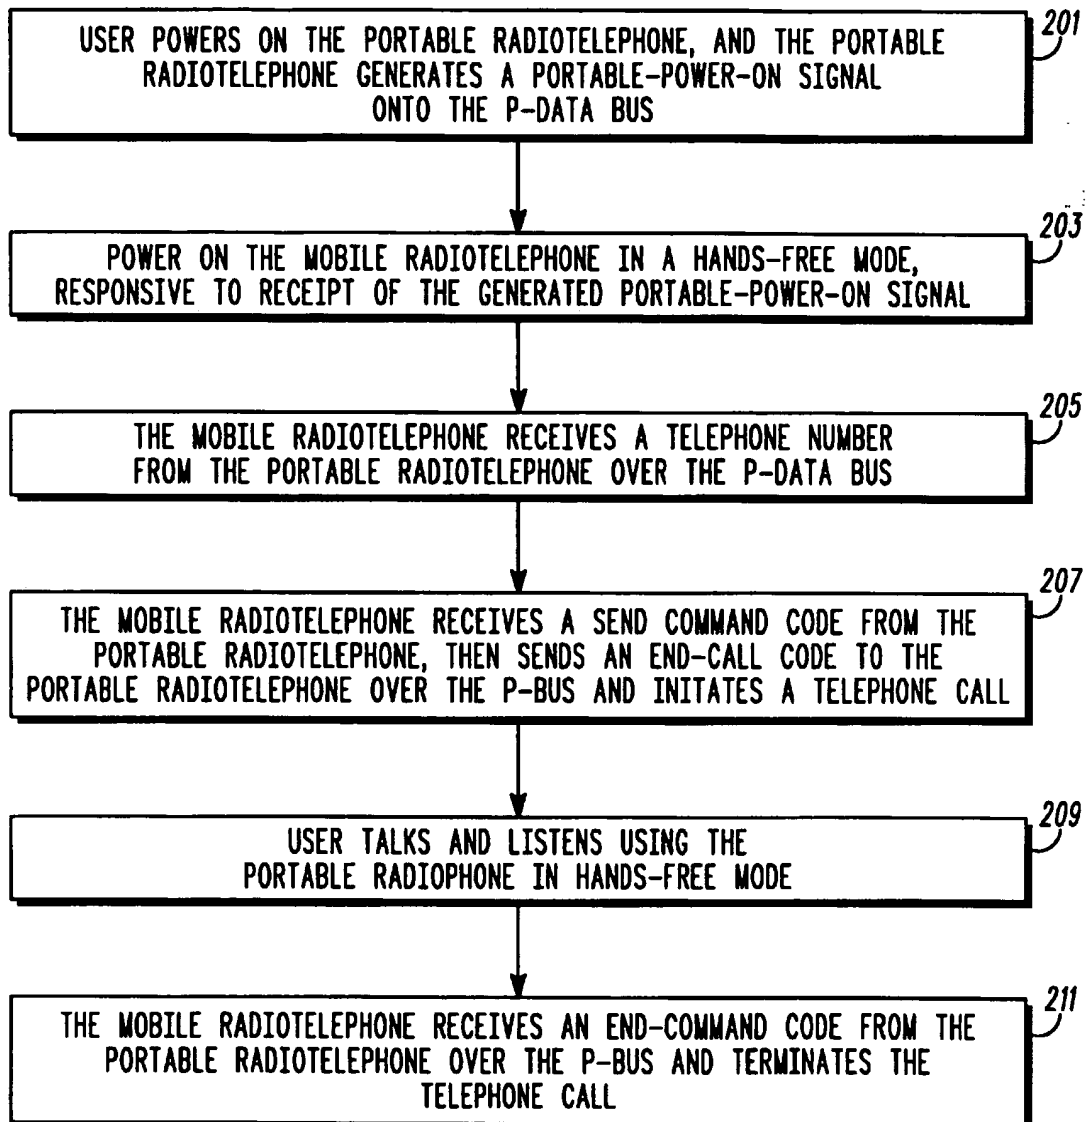 201
USER POWERS ON THE PORTABLE RADIOTELEPHONE, AND THE PORTABLE
RADIOTELEPHONE GENERATES A PORTABLE-POWER-ON SIGNAL
ONTO THE P-DATA BUS
203
POWER ON THE MOBILE RADIOTELEPHONE IN A HANDS-FREE MODE,
RESPONSIVE TO RECEIPT OF THE GENERATED PORTABLE-POWER-ON SIGNAL
205
THE MOBILE RADIOTELEPHONE RECEIVES A TELEPHONE NUMBER
FROM THE PORTABLE RADIOTELEPHONE OVER THE P-DATA BUS
207
THE MOBILE RADIOTELEPHONE RECEIVES A SEND COMMAND CODE FROM THE
PORTABLE RADIOTELEPHONE, THEN SENDS AN END-CALL CODE TO THE
PORTABLE RADIOTELEPHONE OVER THE P-BUS AND INITATES A TELEPHONE CALL
209
USER TALKS AND LISTENS USING THE
PORTABLE RADIOPHONE IN HANDS-FREE MODE
211
THE MOBILE RADIOTELEPHONE RECEIVES AN END-COMMAND CODE FROM THE
PORTABLE RADIOTELEPHONE OVER THE P-BUS AND TERMINATES THE
TELEPHONE CALL